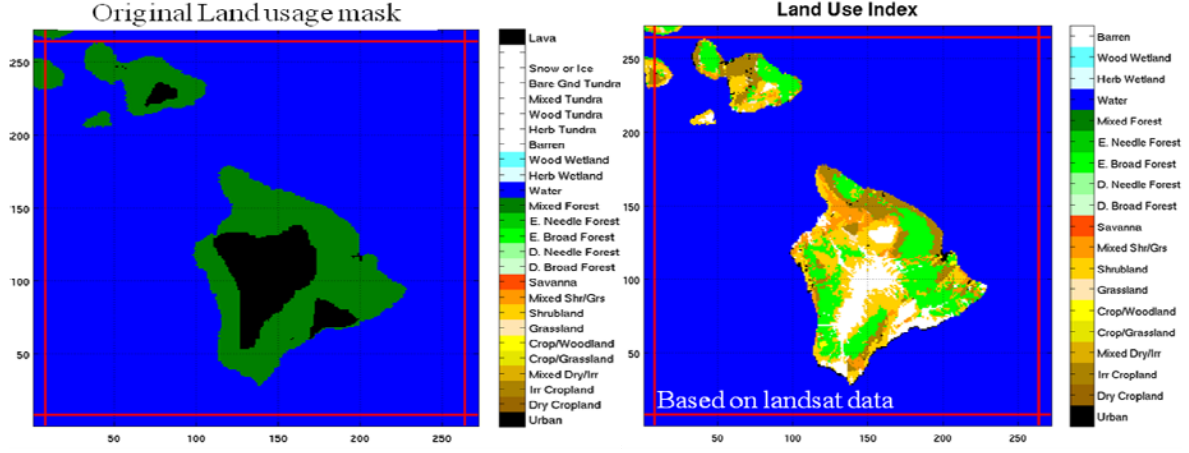 Original Land usage mask
250
200
150
100
50
50
100
150
200
250
Lava
Snow or Ice
Bare Gnd Tundra
Mixed Tundra
Wood Tundra
Herb Tundra
Barren
Wood Wetland
Herb Wetland
Water
Mixed Forest
E. Needle Forest
E. Broad Forest
D. Needle Forest
D. Broad Forest
Savanna
Mixed Shr/Grs
Shrubland
Grassland
Crop/Woodland
Crop/Grassland
Mixed Dry/Irr
Irr Cropland
Dry Cropland
Urban
Land Use Index
250
200
150
100
50
Based on landsat data
50
100
150
200
250
Barren
Wood Wetland
Herb Wetland
Water
Mixed Forest
E. Needle Forest
E. Broad Forest
D. Needle Forest
D. Broad Forest
Savanna
Mixed Shr/Grs
Shrubland
Grassland
Crop/Woodland
Crop/Grassland
Mixed Dry/Irr
Irr Cropland
Dry Cropland
Urban